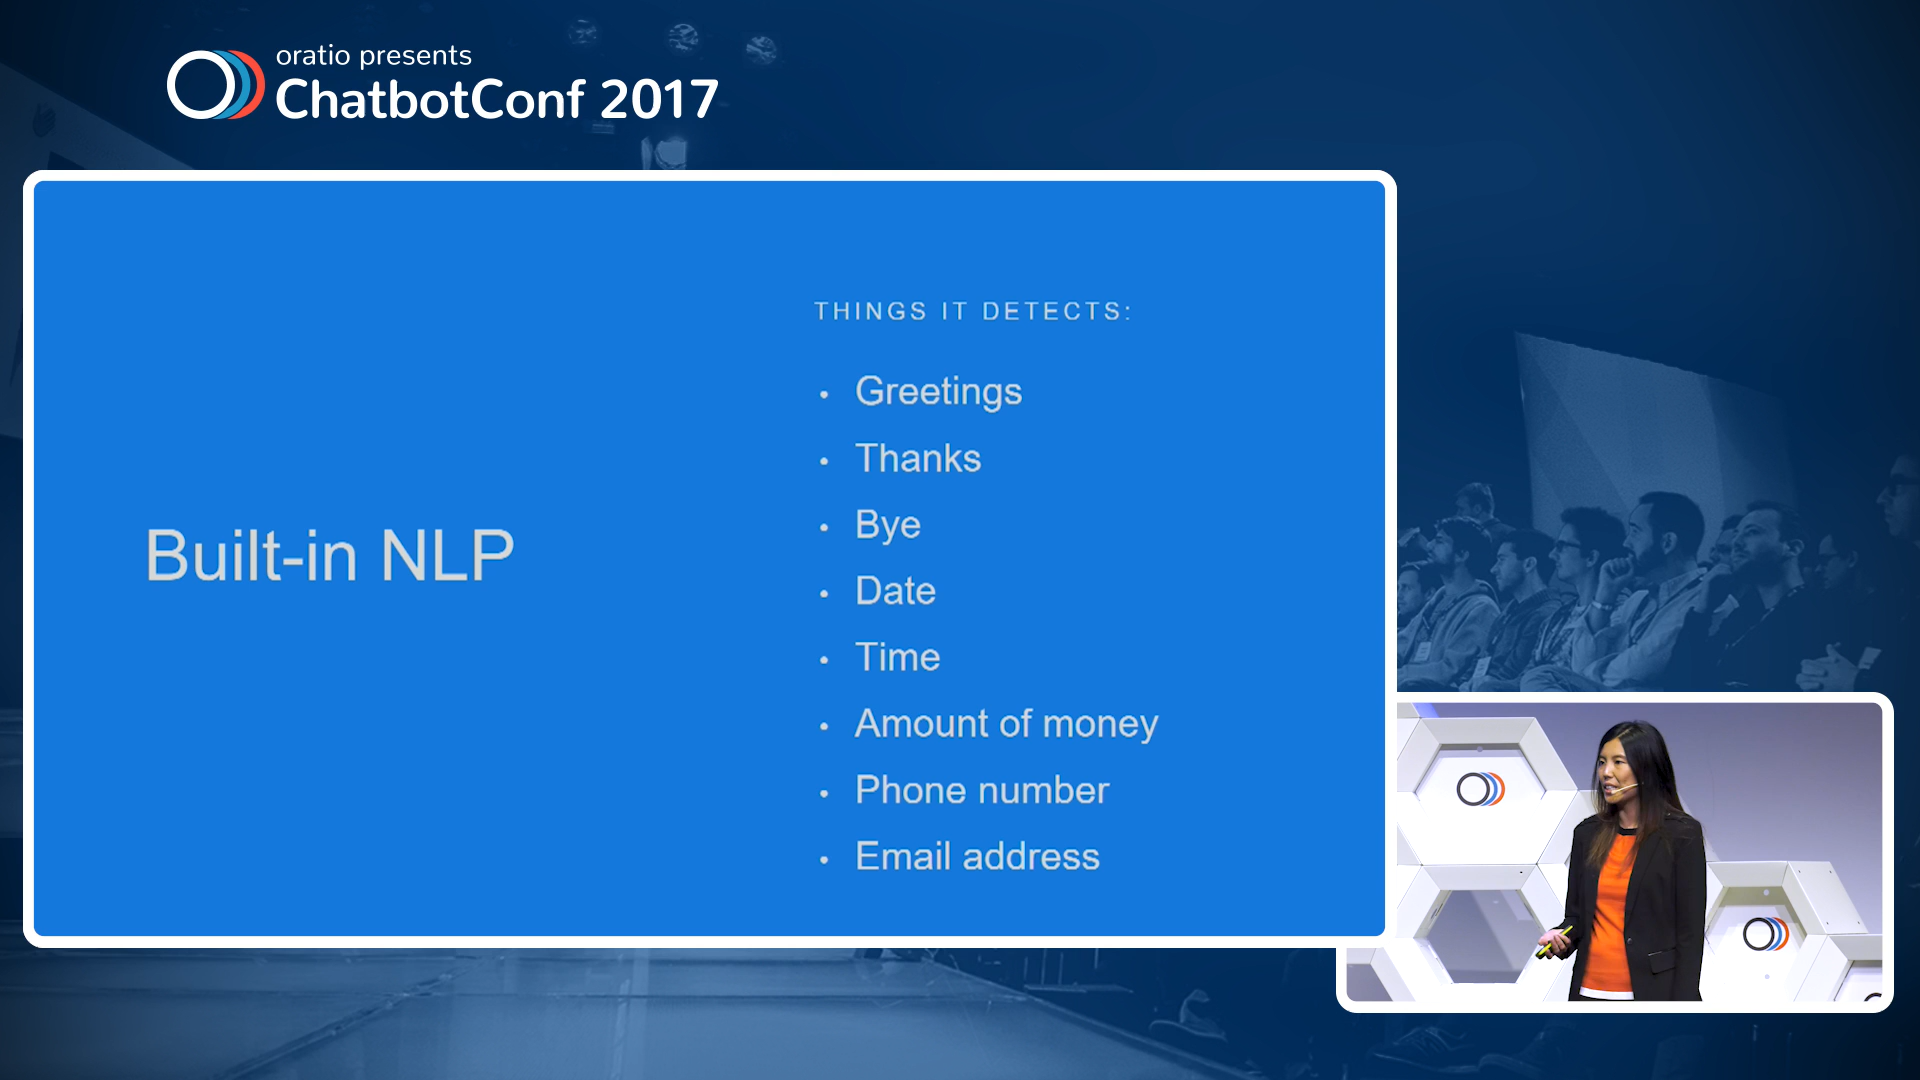 oratio presents
ChatbotConf 2017
THINGS IT DETECTS:
Built-in NLP
• Greetings
• Thanks
• Bye
• Date
• Time
• Amount of money
• Phone number
• Email address